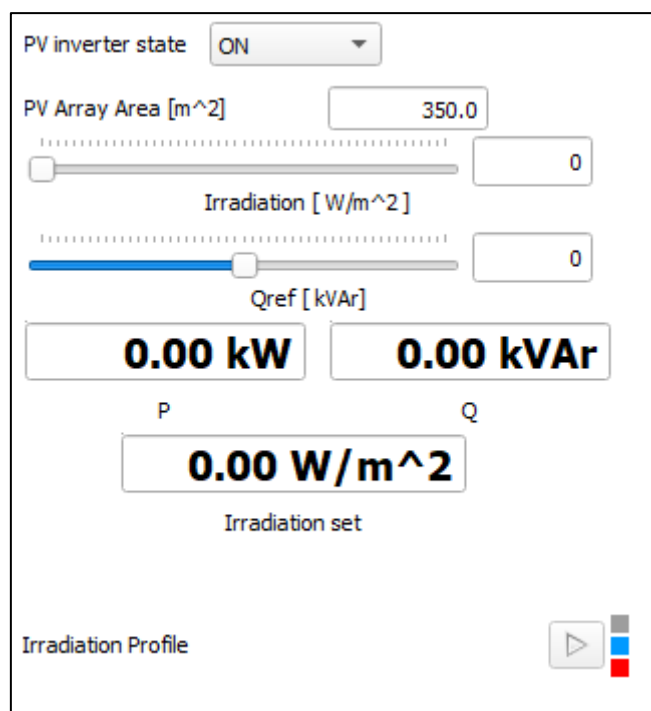 PV inverter state ON
PV Array Area [m^2] 350.0
0
Irradiation [ W/m^2 ]
0
Qref [ kVAr]
0.00 kW 0.00 kVAr
P Q
0.00 W/m^2
Irradiation set
Irradiation Profile